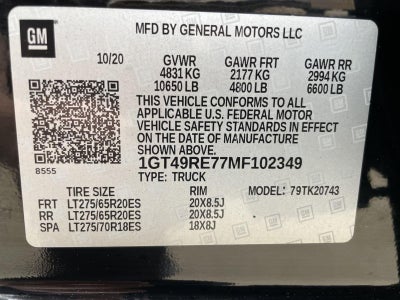 GM
MFD BY GENERAL MOTORS LLC
10/20 GVWR GAWR FRT GAWR RR
4831 KG 2177 KG 2994 KG
10650 LB 4800 LB 6600 LB
THIS VEHICLE CONFORMS TO ALL
APPLICABLE U.S. FEDERAL MOTOR
VEHICLE SAFETY STANDARDS IN EFFECT
ON THE DATE OF MANUFACTURE
SHOWN ABOVE.
8555 1GT49RE77MF102349
TYPE: TRUCK
TIRE SIZE RIM MODEL: 79TK20743
FRT LT275/65R20ES 20X8.5J
RR LT275/65R20ES 20X8.5J
SPA LT275/70R18ES 18X8J